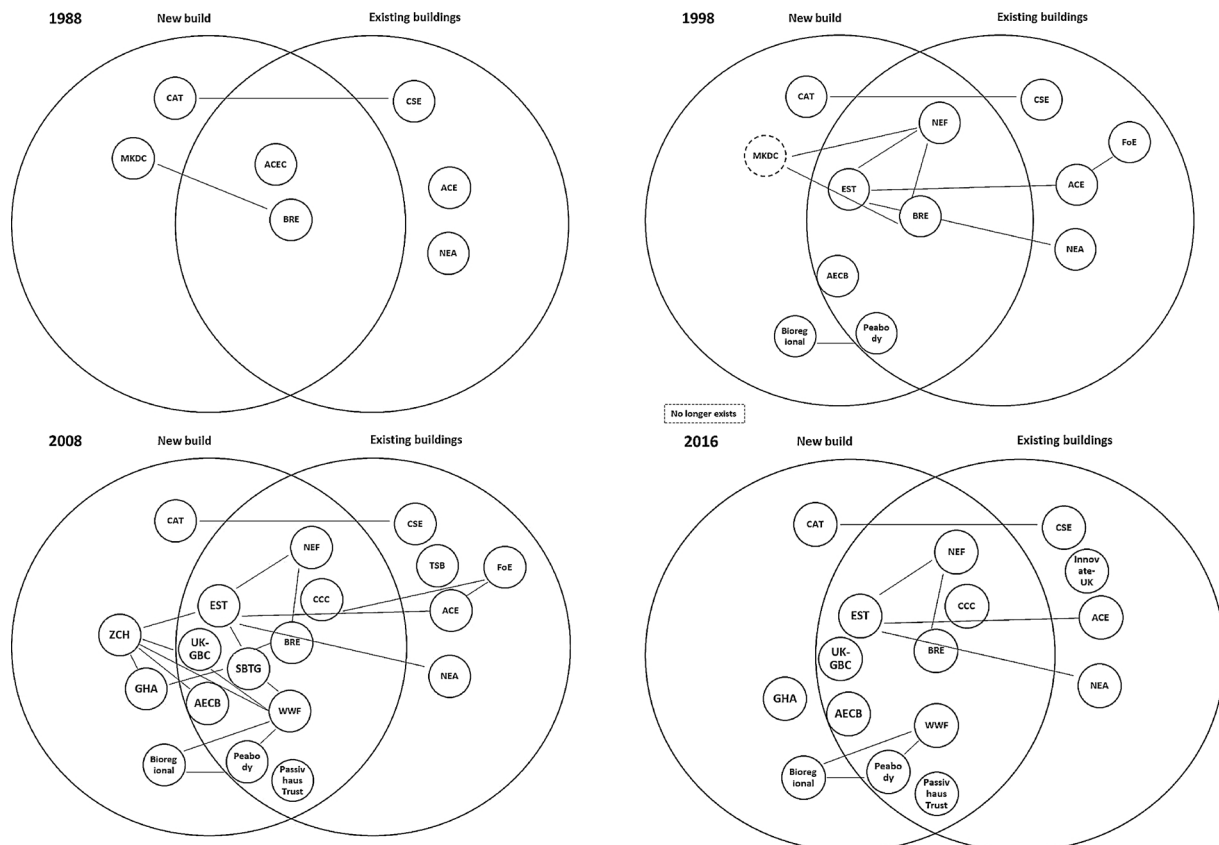 1988
New build
Existing buildings
CAT
CSE
MKDC
ACEC
ACE
BRE
NEA
1998
New build
Existing buildings
CAT
CSE
NEF
FoE
MKDC
EST
ACE
BRE
NEA
AECB
Bioreg
ional
Peabo
dy
No longer exists
2008
New build
Existing buildings
CAT
CSE
NEF
TSB
FoE
EST
CCC
ACE
ZCH
UK-
GBC
BRE
SBTG
NEA
GHA
AECB
WWF
Bioreg
ional
Peabo
dy
Passiv
haus
Trust
2016
New build
Existing buildings
CAT
CSE
NEF
Innov
ate-
UK
EST
CCC
ACE
UK-
GBC
BRE
NEA
GHA
AECB
WWF
Bioreg
ional
Peabo
dy
Passiv
haus
Trust